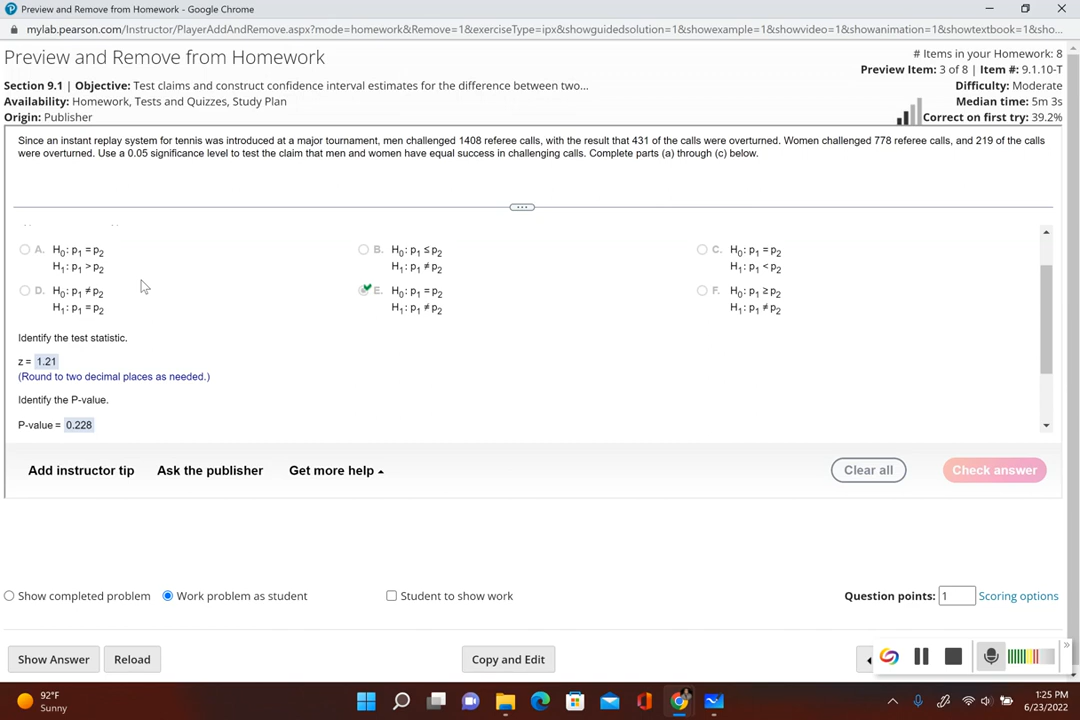 Preview and Remove from Homework - Google Chrome
mylab.pearson.com/Instructor/PlayerAddAndRemove.aspx?mode=homework&Remove=1&exerciseType=ipx&showguidedsolution=1&showexample=1&showvideo=1&showanimation=1&showtextbook=1&sho...
Preview and Remove from Homework
# Items in your Homework: 8
Preview Item: 3 of 8 | Item #: 9.1.10-T
Section 9.1 | Objective: Test claims and construct confidence interval estimates for the difference between two...
Difficulty: Moderate
Availability: Homework, Tests and Quizzes, Study Plan
Median time: 5m 3s
Origin: Publisher
Correct on first try: 39.2%
Since an instant replay system for tennis was introduced at a major tournament, men challenged 1408 referee calls, with the result that 431 of the calls were overturned. Women challenged 778 referee calls, and 219 of the calls
were overturned. Use a 0.05 significance level to test the claim that men and women have equal success in challenging calls. Complete parts (a) through (c) below.
A. H0: p1 = p2
H1: p1 > p2
B. H0: p1 ≤ p2
H1: p1 ≠ p2
C. H0: p1 = p2
H1: p1 < p2
D. H0: p1 ≠ p2
H1: p1 = p2
E. H0: p1 = p2
H1: p1 ≠ p2
F. H0: p1 ≥ p2
H1: p1 ≠ p2
Identify the test statistic.
z = 1.21
(Round to two decimal places as needed.)
Identify the P-value.
P-value = 0.228
Add instructor tip
Ask the publisher
Get more help
Clear all
Check answer
Show completed problem
Work problem as student
Student to show work
Question points: 1
Scoring options
Show Answer
Reload
Copy and Edit
92°F
Sunny
1:25 PM
6/23/2022